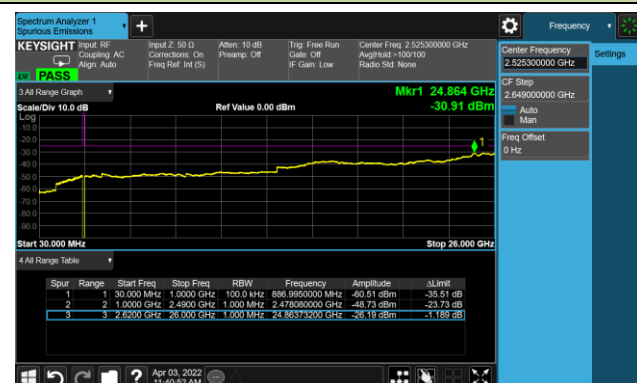 Spectrum Analyzer 1
Spurious Emissions
Frequency
KEYSIGHT
Input: RF
Coupling: AC
Align: Auto
Input Z: 50 Ω
Corrections: On
Freq Ref: Int (S)
Atten: 10 dB
Preamp: Off
Trig: Free Run
Gate: Off
IF Gain: Low
Center Freq: 2.525300000 GHz
Avg|Hold:>100/100
Radio Std: None
PASS
Center Frequency
2.525300000 GHz
Settings
CF Step
2.649000000 GHz
Auto
Man
Freq Offset
0 Hz
3 All Range Graph
Mkr1 24.864 GHz
Scale/Div 10.0 dB
Ref Value 0.00 dBm
-30.91 dBm
Log
-10.0
-20.0
-30.0
-40.0
-50.0
-60.0
-70.0
-80.0
-90.0
1
Start 30.000 MHz
Stop 26.000 GHz
4 All Range Table
Spur Range Start Freq Stop Freq RBW Frequency Amplitude ΔLimit
1 1 30.000 MHz 1.0000 GHz 100.0 kHz 886.9950000 MHz -60.51 dBm -35.51 dB
2 2 1.0000 GHz 2.4900 GHz 1.000 MHz 2.478080000 GHz -48.73 dBm -23.73 dB
3 3 2.6200 GHz 26.000 GHz 1.000 MHz 24.86373200 GHz -26.19 dBm -1.189 dB
Apr 03, 2022
11:40:52 AM